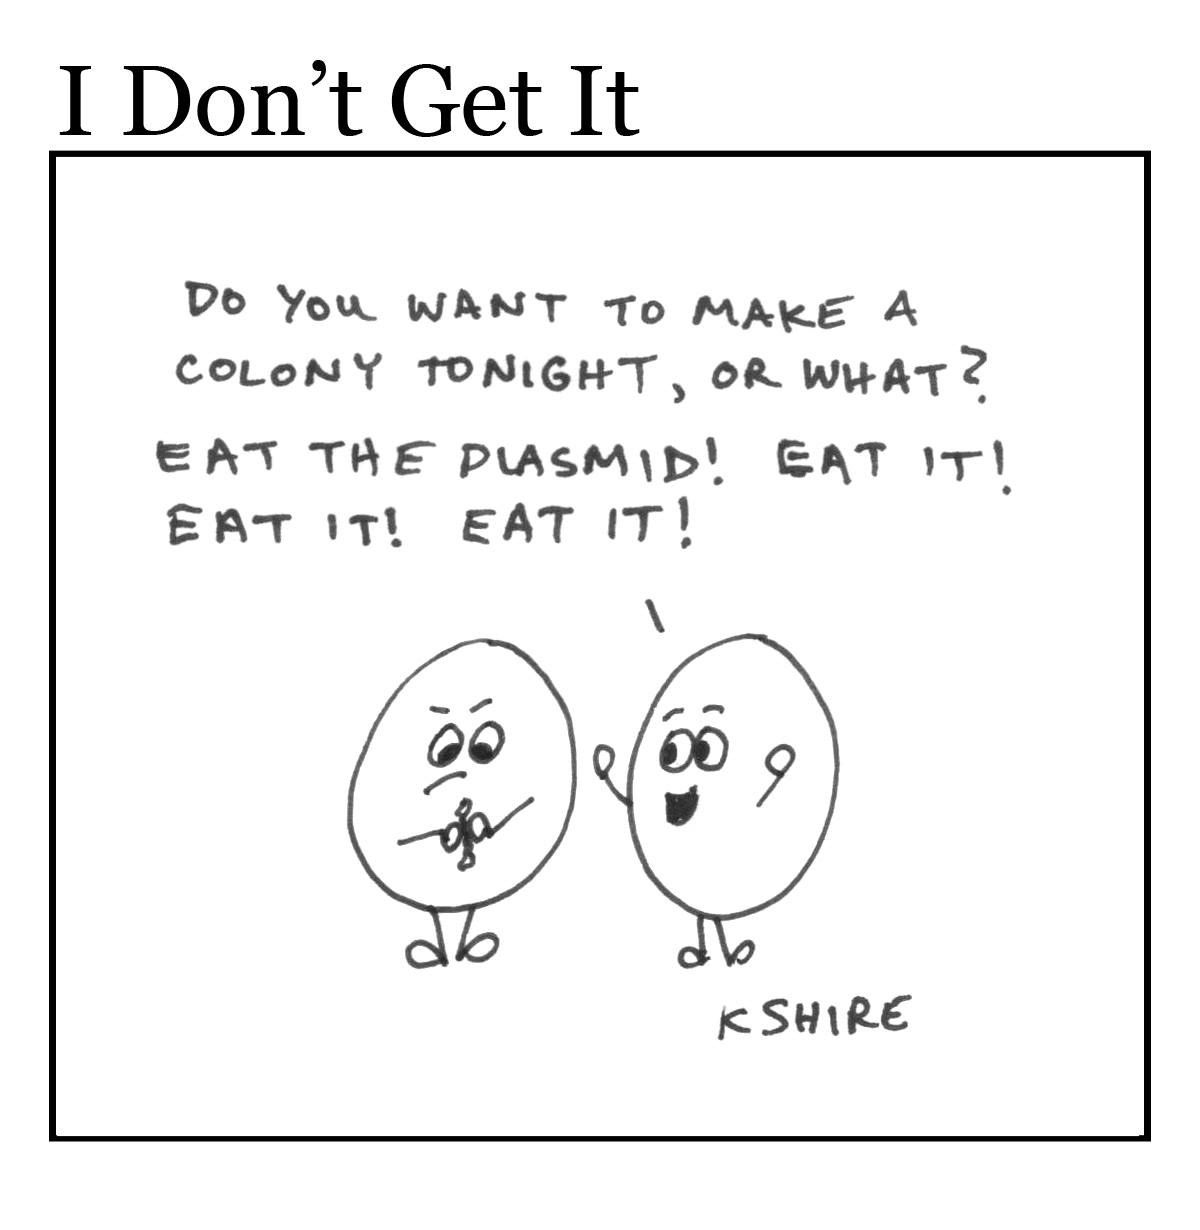 I Don’t Get It
DO YOU WANT TO MAKE A
COLONY TONIGHT, OR WHAT?
EAT THE PLASMID! EAT IT!
EAT IT! EAT IT!
KSHIRE